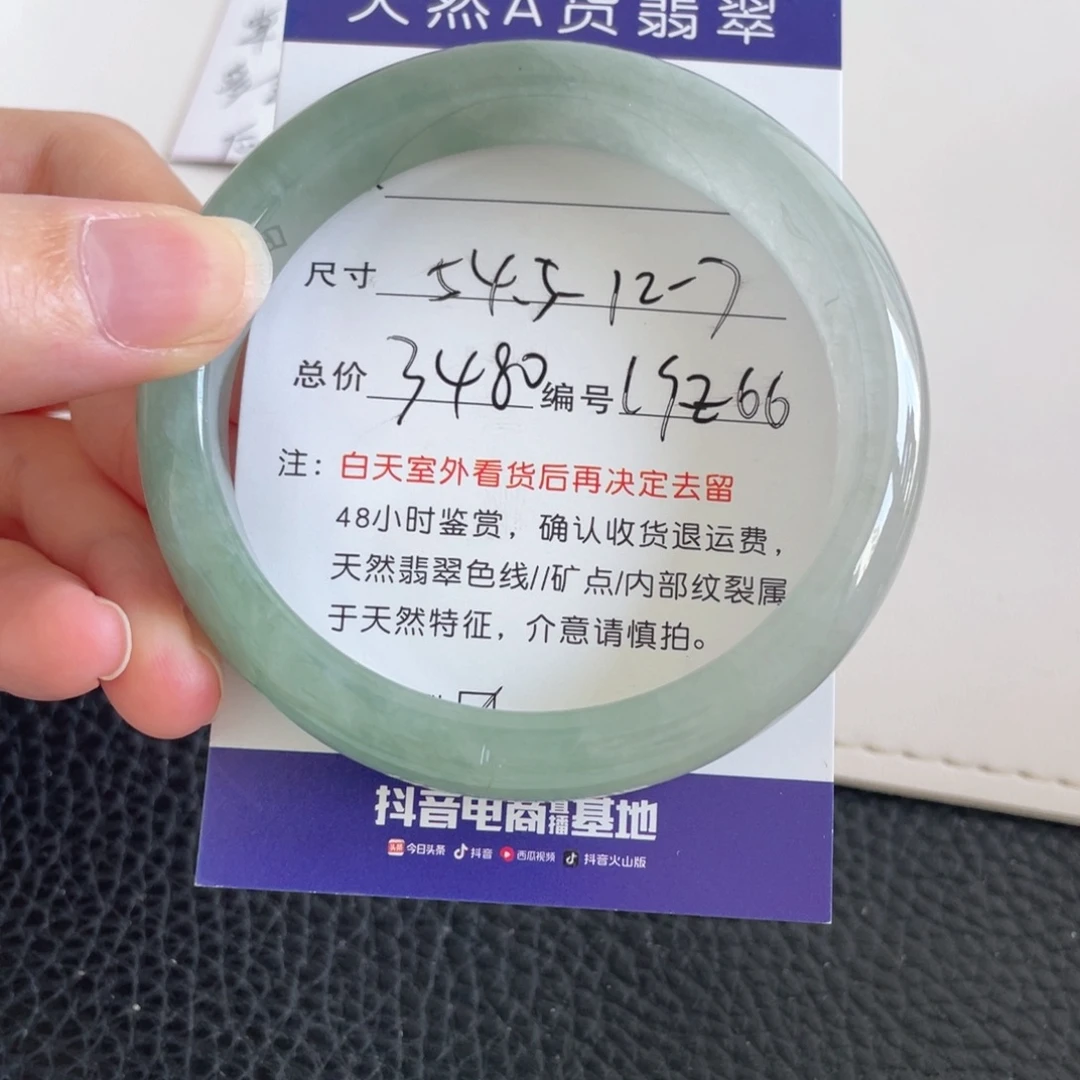 天然A货翡翠
尺寸 54.5 12-7
总价 3480 编号 LGZ66
注：白天室外看货后再决定去留
48小时鉴赏，确认收货退运费，
天然翡翠色线//矿点/内部纹裂属
于天然特征，介意请慎拍。
抖音电商直播基地
头条 今日头条 抖音 西瓜视频 抖音火山版